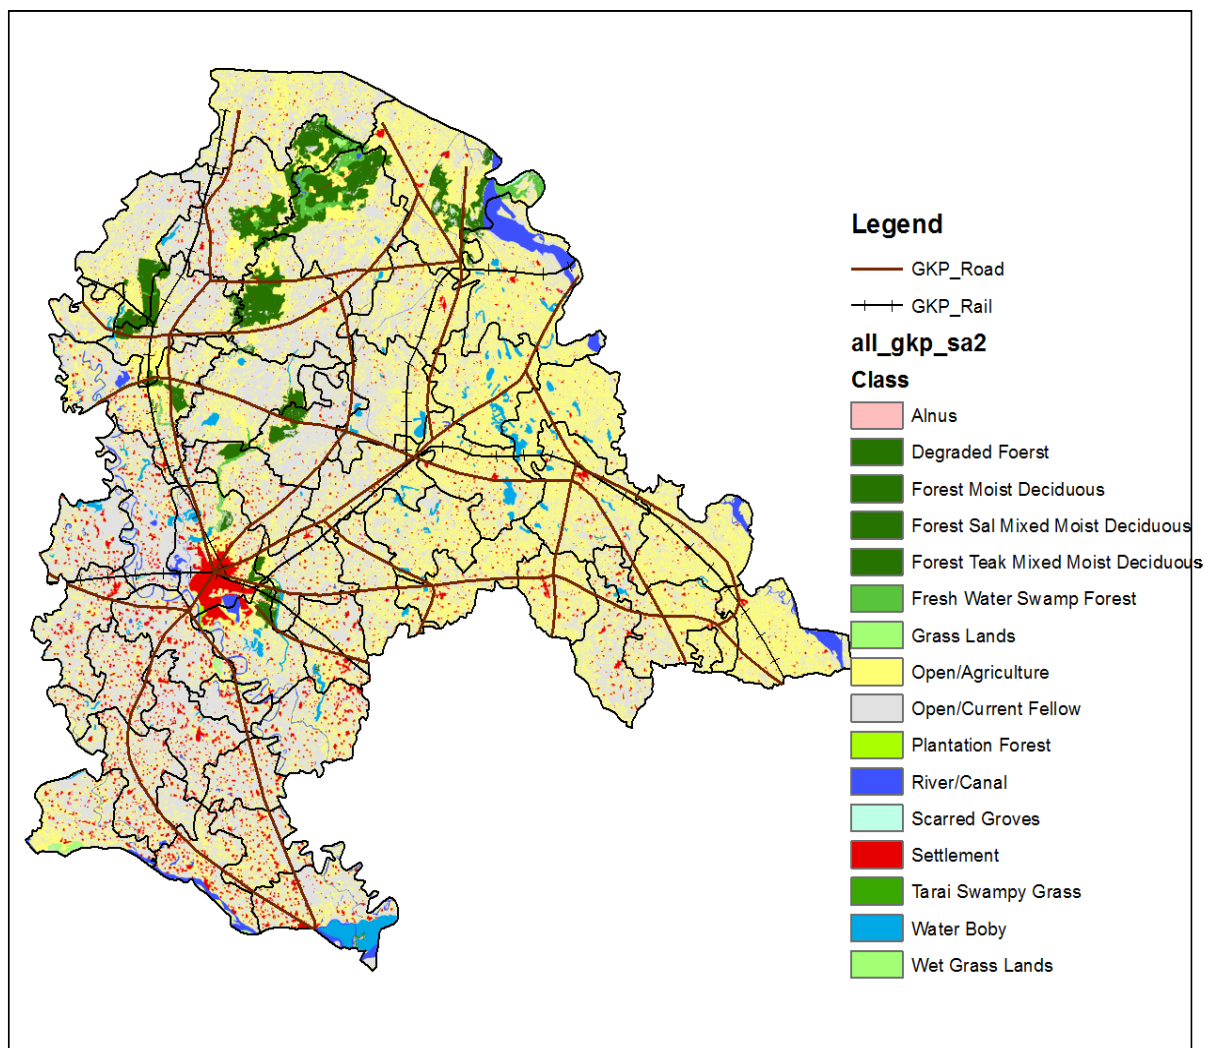 Legend
GKP_Road
GKP_Rail
all_gkp_sa2
Class
Alnus
Degraded Foerst
Forest Moist Deciduous
Forest Sal Mixed Moist Deciduous
Forest Teak Mixed Moist Deciduous
Fresh Water Swamp Forest
Grass Lands
Open/Agriculture
Open/Current Fellow
Plantation Forest
River/Canal
Scarred Groves
Settlement
Tarai Swampy Grass
Water Boby
Wet Grass Lands